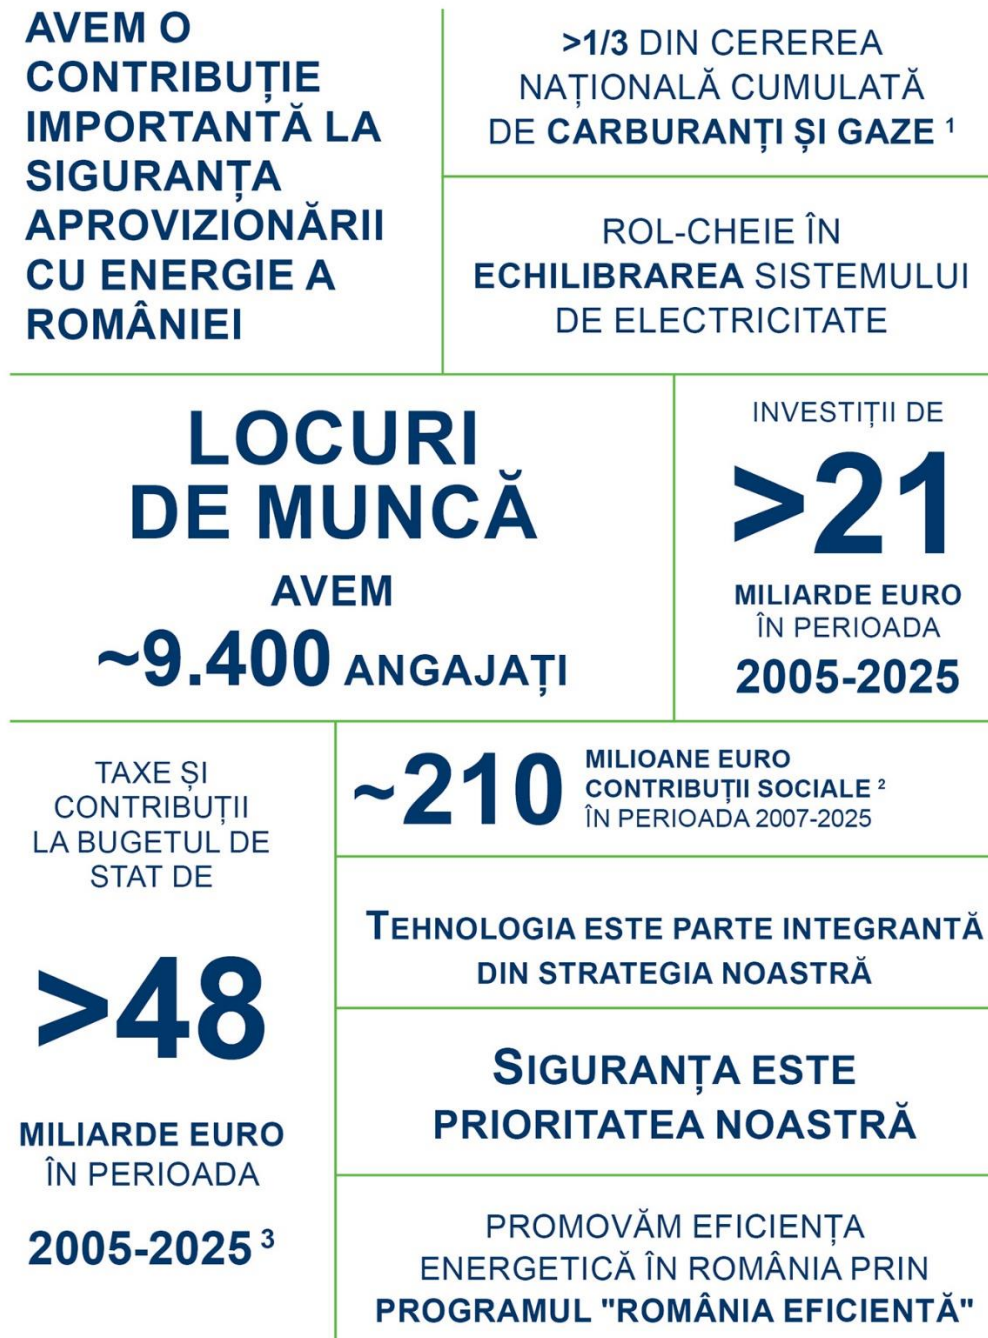 AVEM O
CONTRIBUȚIE
IMPORTANTĂ LA
SIGURANȚA
APROVIZIONĂRII
CU ENERGIE A
ROMÂNIEI
>1/3 DIN CEREREA
NAȚIONALĂ CUMULATĂ
DE CARBURANȚI ȘI GAZE ¹
ROL-CHEIE ÎN
ECHILIBRAREA SISTEMULUI
DE ELECTRICITATE
LOCURI
DE MUNCĂ
AVEM
~9.400 ANGAJAȚI
INVESTIȚII DE
>21
MILIARDE EURO
ÎN PERIOADA
2005-2025
TAXE ȘI
CONTRIBUȚII
LA BUGETUL DE
STAT DE
>48
MILIARDE EURO
ÎN PERIOADA
2005-2025 ³
~210
MILIOANE EURO
CONTRIBUȚII SOCIALE ²
ÎN PERIOADA 2007-2025
TEHNOLOGIA ESTE PARTE INTEGRANTĂ
DIN STRATEGIA NOASTRĂ
SIGURANȚA ESTE
PRIORITATEA NOASTRĂ
PROMOVĂM EFICIENȚA
ENERGETICĂ ÎN ROMÂNIA PRIN
PROGRAMUL "ROMÂNIA EFICIENTĂ"